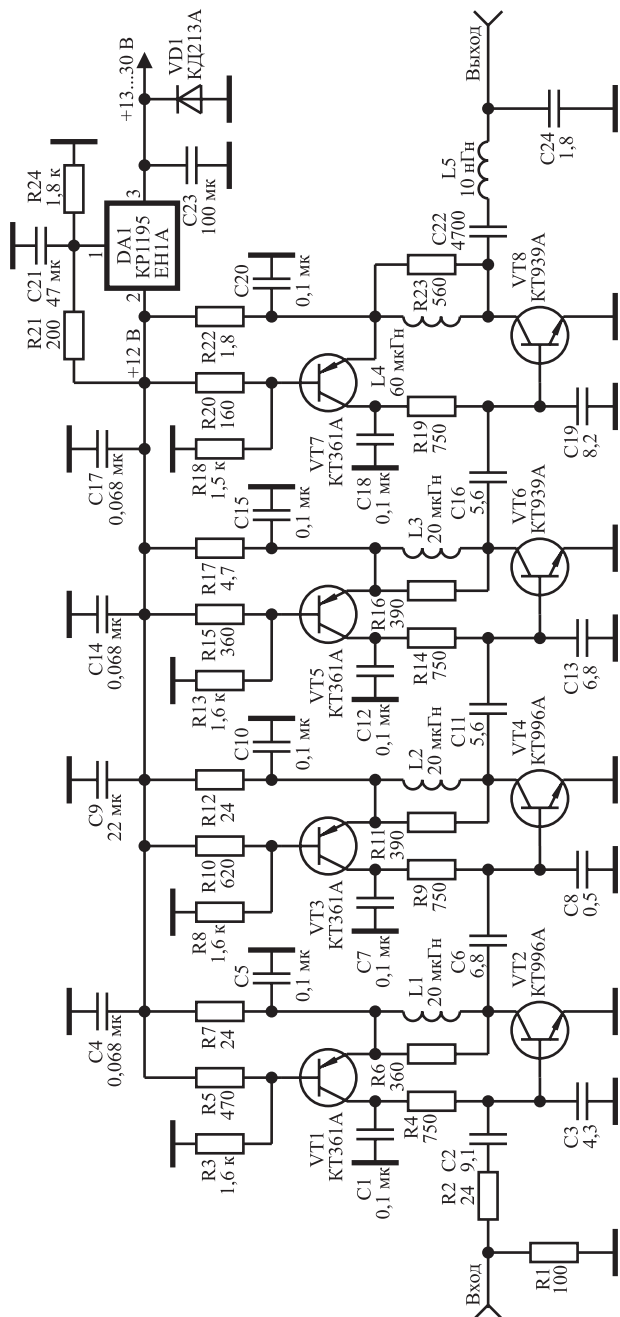 Вход
R1
100
R2
24
C2
9,1
R3
1,6 к
R5
470
VT1
КТ361А
C1
0,1 мк
R4
750
C3
4,3
C4
0,068 мк
R7
24
C5
0,1 мк
R6
360
L1
20 мкГн
VT2
КТ996А
C6
6,8
R8
1,6 к
R10
620
VT3
КТ361А
C7
0,1 мк
R9
750
C8
0,5
C9
22 мк
R12
24
C10
0,1 мк
R11
390
L2
20 мкГн
VT4
КТ996А
C11
5,6
R13
1,6 к
R15
360
VT5
КТ361А
C12
0,1 мк
R14
750
C13
6,8
C14
0,068 мк
R17
4,7
C15
0,1 мк
R16
390
L3
20 мкГн
VT6
КТ939А
C16
5,6
C17
0,068 мк
R18
1,5 к
R20
160
VT7
КТ361А
C18
0,1 мк
R19
750
C19
8,2
R21
200
+12 В
R22
1,8
C20
0,1 мк
L4
60 мкГн
R23
560
VT8
КТ939А
C21
47 мк
R24
1,8 к
1
2
DA1
КР1195
ЕН1А
3
C22
4700
C23
100 мк
+13...30 В
VD1
КД213А
L5
10 нГн
C24
1,8
Выход